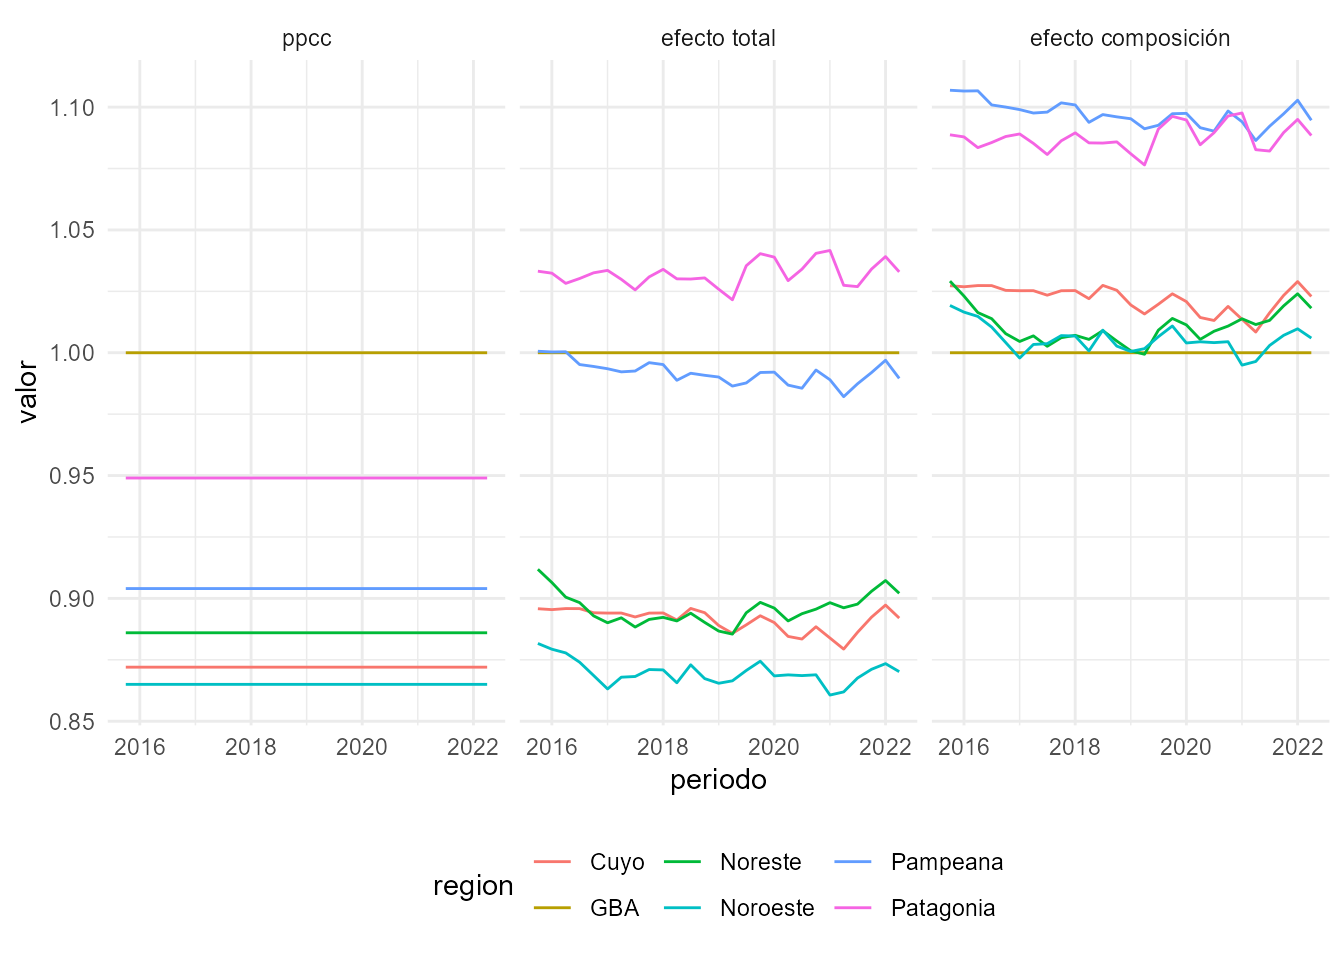 ppcc efecto total efecto composición
1.10
1.05
1.00
0.95
0.90
0.85
valor
2016 2018 2020 2022 2016 2018 2020 2022 2016 2018 2020 2022
periodo
region
Cuyo Noreste Pampeana
GBA Noroeste Patagonia